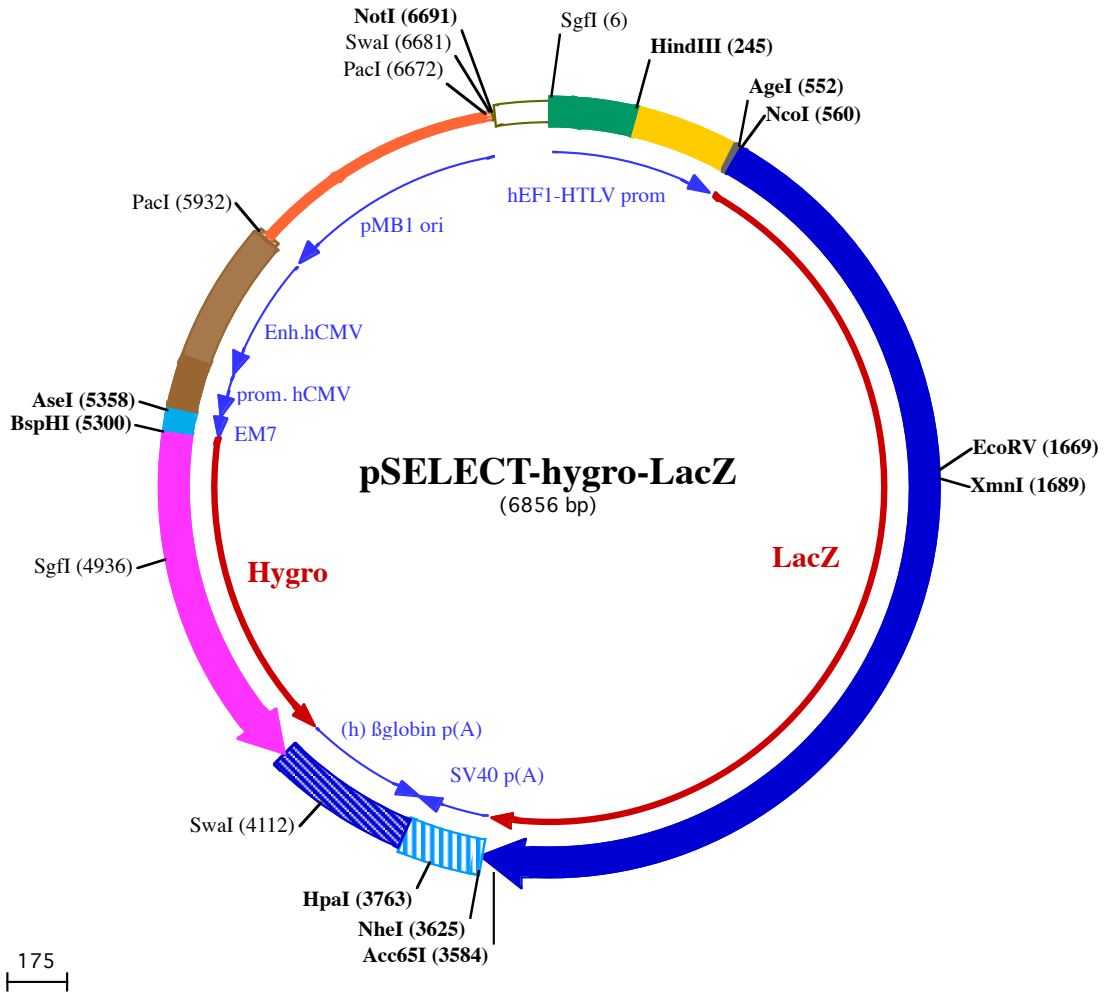 NotI (6691)
SwaI (6681)
PacI (6672)
SgfI (6)
HindIII (245)
AgeI (552)
NcoI (560)
hEF1-HTLV prom
pMB1 ori
PacI (5932)
Enh.hCMV
prom. hCMV
EM7
AseI (5358)
BspHI (5300)
pSELECT-hygro-LacZ
(6856 bp)
EcoRV (1669)
XmnI (1689)
SgfI (4936)
Hygro
LacZ
(h) ßglobin p(A)
SV40 p(A)
SwaI (4112)
HpaI (3763)
NheI (3625)
Acc65I (3584)
175